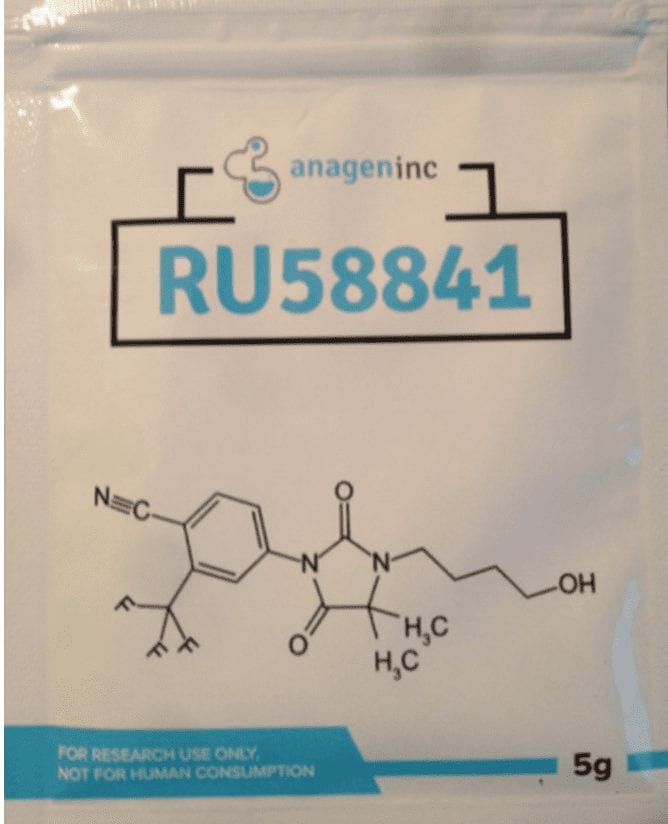 anageninc
RU58841
N
C
O
N
N
OH
F
F
F
O
H₃C
H₃C
FOR RESEARCH USE ONLY,
NOT FOR HUMAN CONSUMPTION
5g